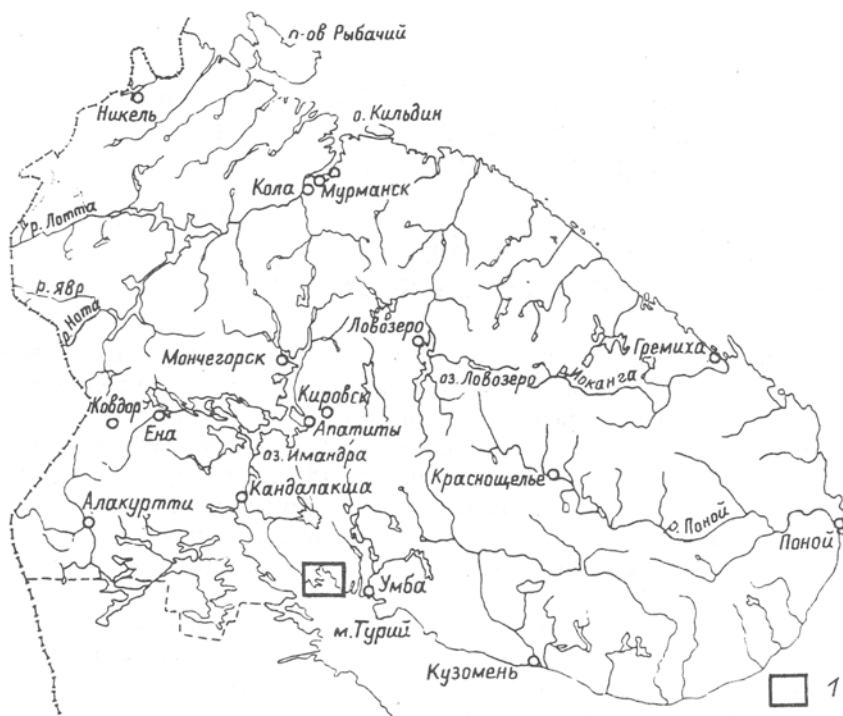 п-ов Рыбачий
Никель
о. Кильдин
Кола
Мурманск
р. Лотта
р. Явр
р. Нота
Ловозеро
Гремиха
Мончегорск
оз. Ловозеро
р. Иоканга
Ковдор
Кировск
Ена
Апатиты
оз. Имандра
Краснощелье
Кандалакша
Алакуртти
р. Поной
Поной
Умба
м. Турий
Кузомень
1